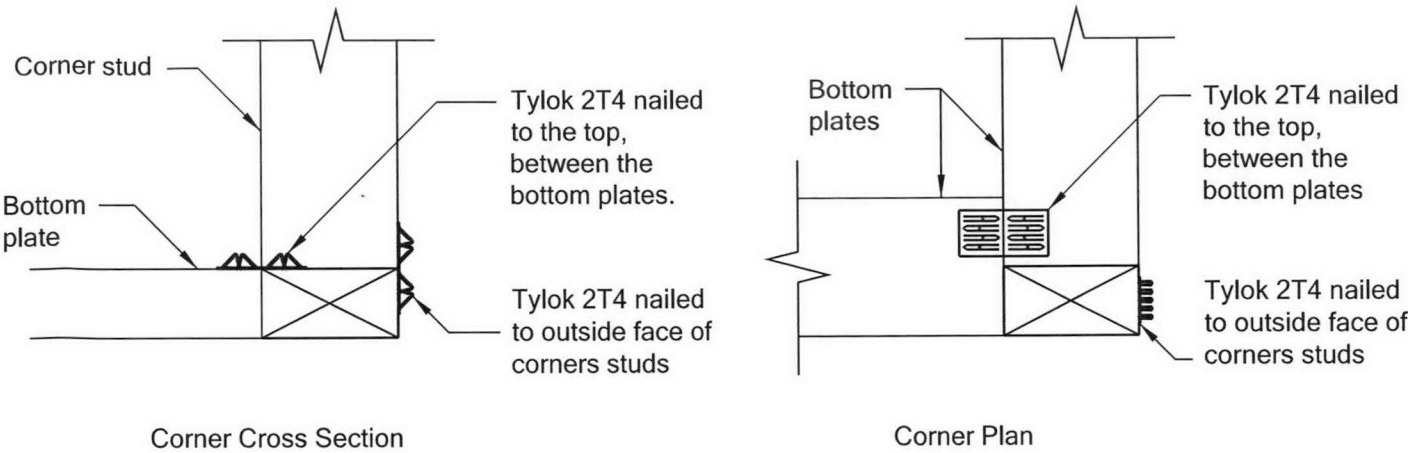 Corner stud
Tylok 2T4 nailed
to the top,
between the
bottom plates.
Bottom
plate
Tylok 2T4 nailed
to outside face of
corners studs
Corner Cross Section
Bottom
plates
Tylok 2T4 nailed
to the top,
between the
bottom plates
Tylok 2T4 nailed
to outside face of
corners studs
Corner Plan